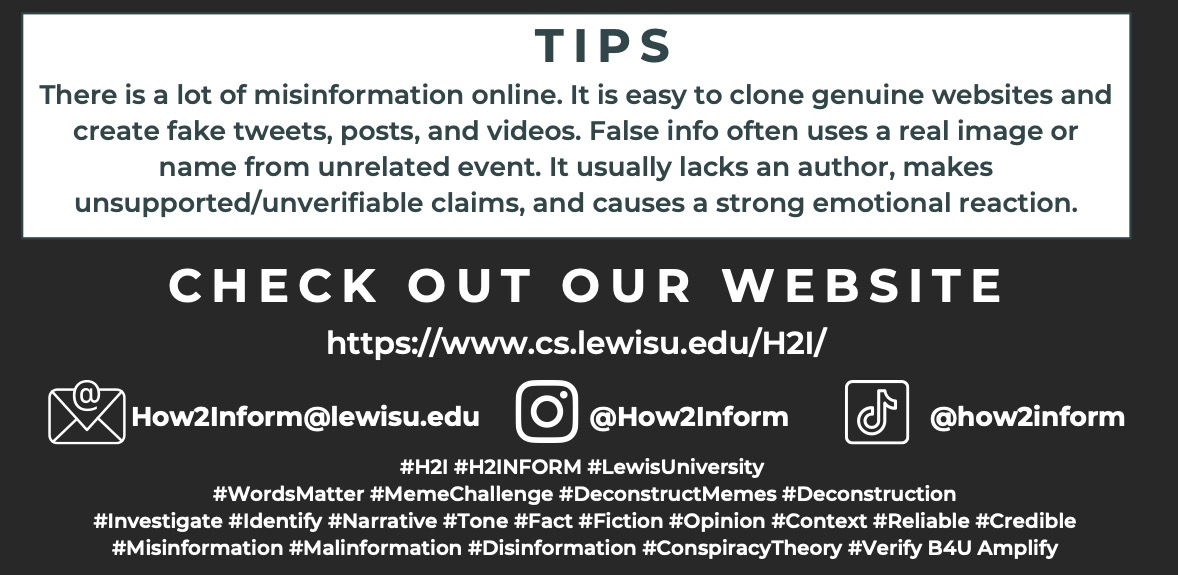 TIPS
There is a lot of misinformation online. It is easy to clone genuine websites and
create fake tweets, posts, and videos. False info often uses a real image or
name from unrelated event. It usually lacks an author, makes
unsupported/unverifiable claims, and causes a strong emotional reaction.
CHECK OUT OUR WEBSITE
https://www.cs.lewisu.edu/H2I/
@ How2Inform@lewisu.edu @How2Inform @how2inform
#H2I #H2INFORM #LewisUniversity
#WordsMatter #MemeChallenge #DeconstructMemes #Deconstruction
#Investigate #Identify #Narrative #Tone #Fact #Fiction #Opinion #Context #Reliable #Credible
#Misinformation #Malinformation #Disinformation #ConspiracyTheory #Verify B4U Amplify